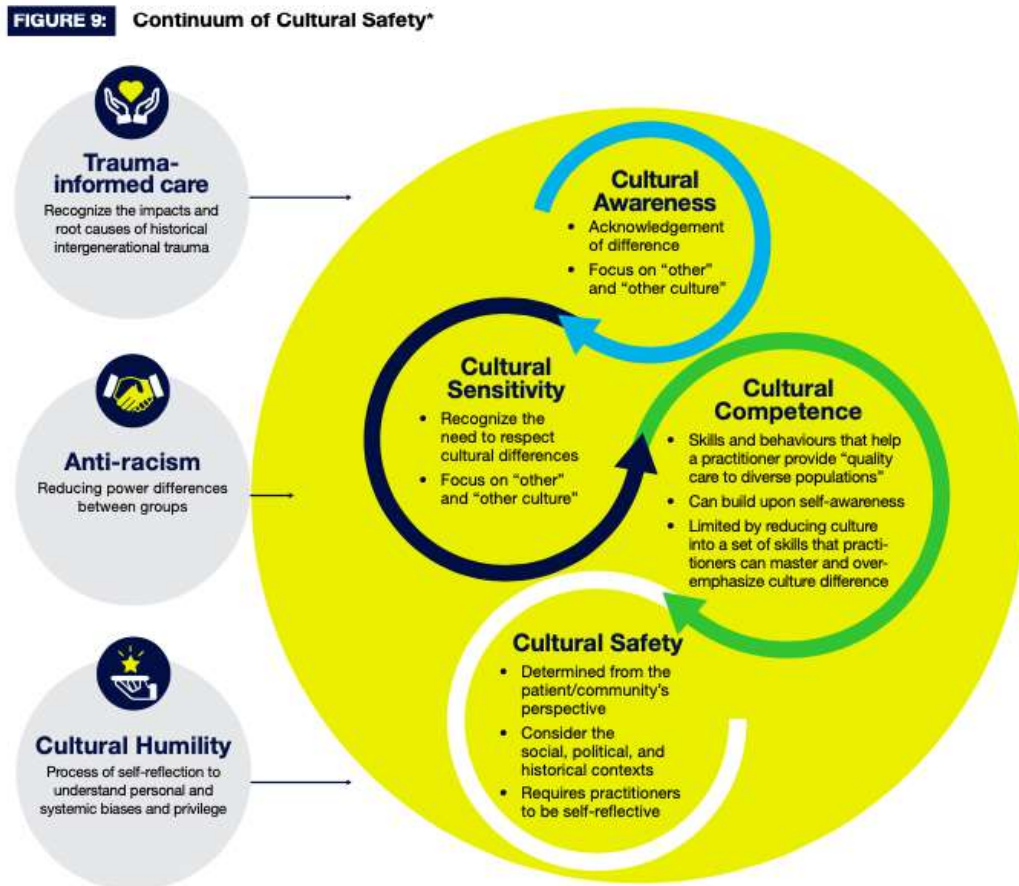 FIGURE 9: Continuum of Cultural Safety*
Trauma-
informed care
Recognize the impacts and
root causes of historical
intergenerational trauma
Anti-racism
Reducing power differences
between groups
Cultural Humility
Process of self-reflection to
understand personal and
systemic biases and privilege
Cultural
Awareness
• Acknowledgement
of difference
• Focus on “other”
and “other culture”
Cultural
Sensitivity
• Recognize the
need to respect
cultural differences
• Focus on “other”
and “other culture”
Cultural
Competence
• Skills and behaviours that help
a practitioner provide “quality
care to diverse populations”
• Can build upon self-awareness
• Limited by reducing culture
into a set of skills that practi-
tioners can master and over-
emphasize culture difference
Cultural Safety
• Determined from the
patient/community’s
perspective
• Consider the
social, political, and
historical contexts
• Requires practitioners
to be self-reflective